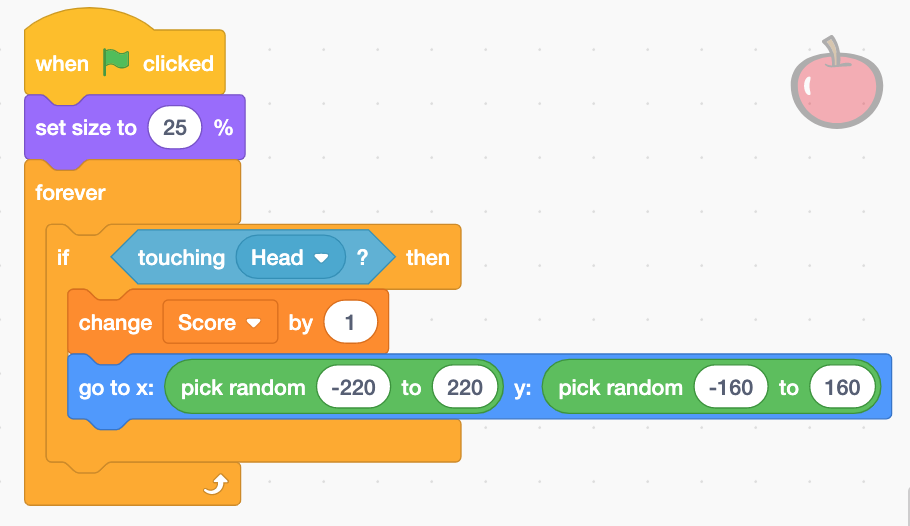 when clicked
set size to 25 %
forever
if touching Head ? then
change Score by 1
go to x: pick random -220 to 220 y: pick random -160 to 160